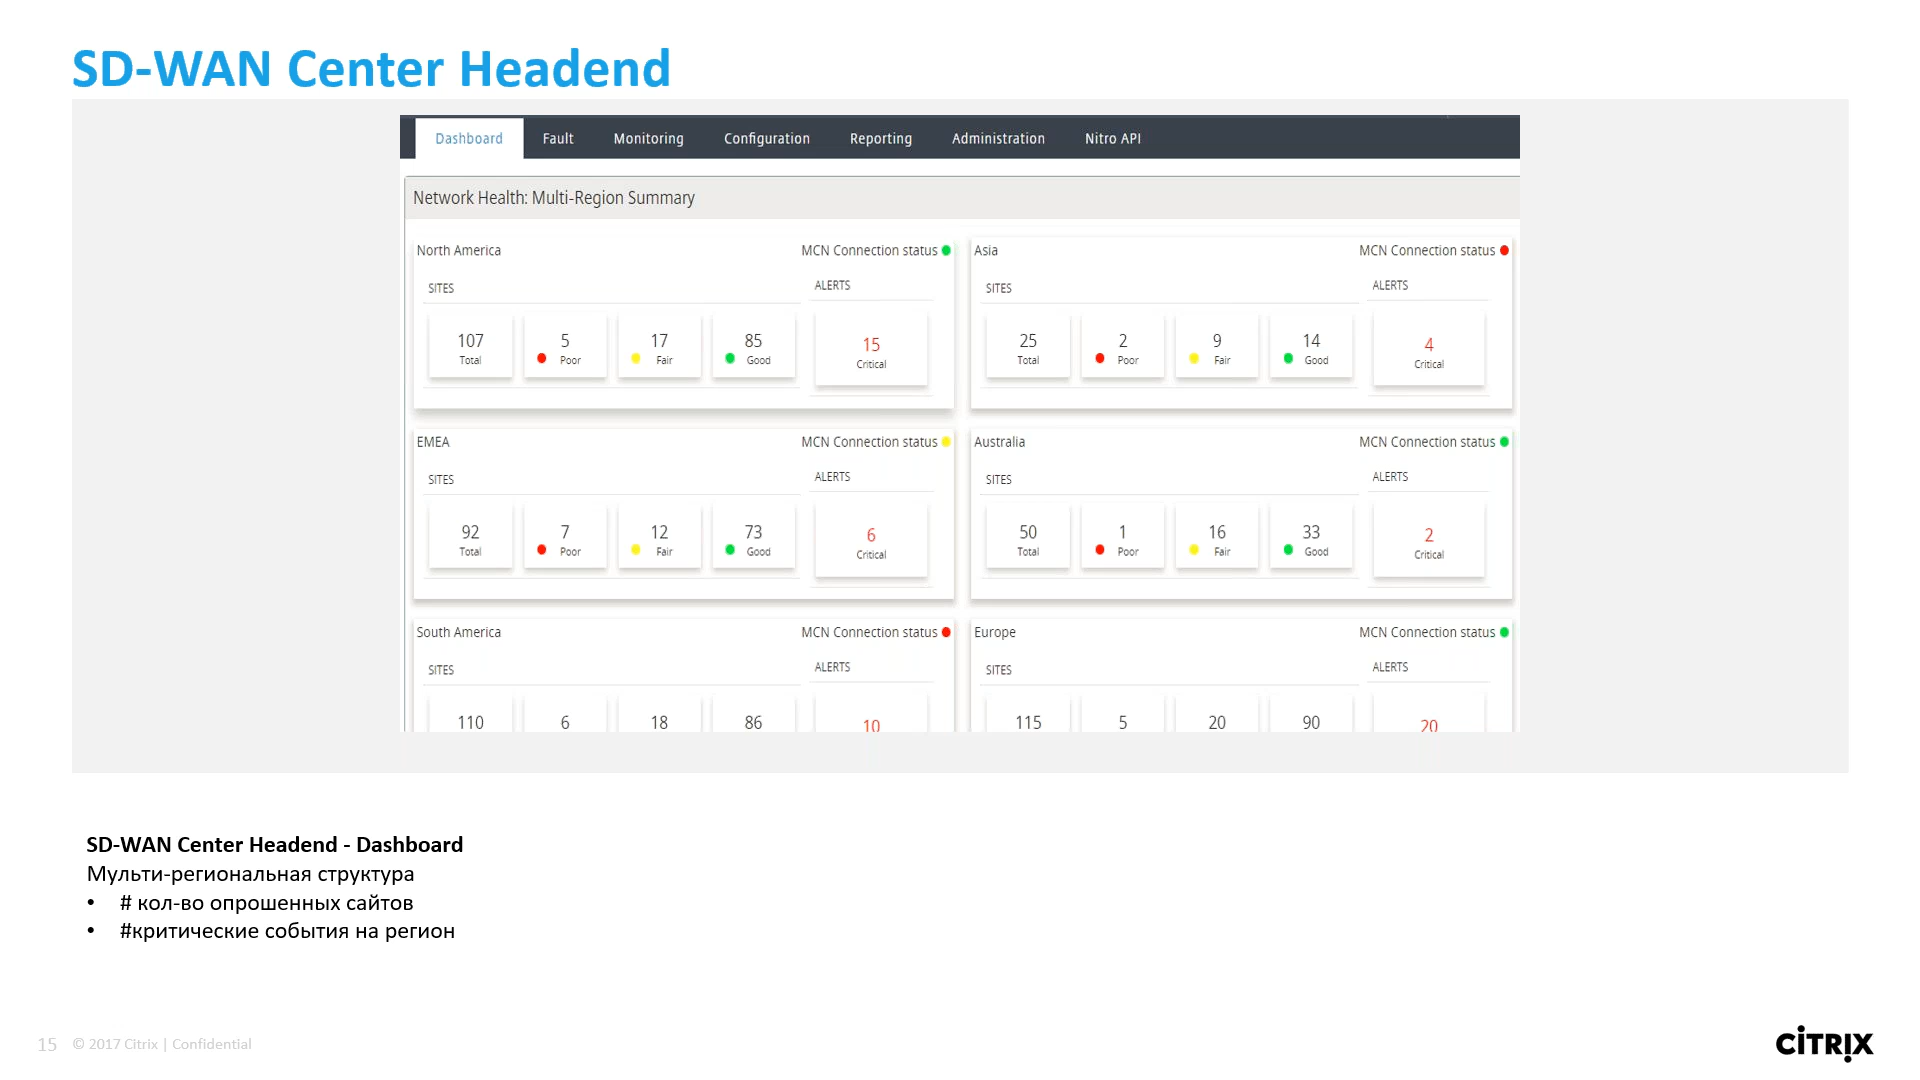 SD-WAN Center Headend
Dashboard Fault Monitoring Configuration Reporting Administration Nitro API
Network Health: Multi-Region Summary
North America MCN Connection status
SITES ALERTS
107 5 17 85 15
Total Poor Fair Good Critical
Asia MCN Connection status
SITES ALERTS
25 2 9 14 4
Total Poor Fair Good Critical
EMEA MCN Connection status
SITES ALERTS
92 7 12 73 6
Total Poor Fair Good Critical
Australia MCN Connection status
SITES ALERTS
50 1 16 33 2
Total Poor Fair Good Critical
South America MCN Connection status
SITES ALERTS
110 6 18 86 10
Europe MCN Connection status
SITES ALERTS
115 5 20 90 20
SD-WAN Center Headend - Dashboard
Мульти-региональная структура
• # кол-во опрошенных сайтов
• #критические события на регион
15 © 2017 Citrix | Confidential
CİTRỊX